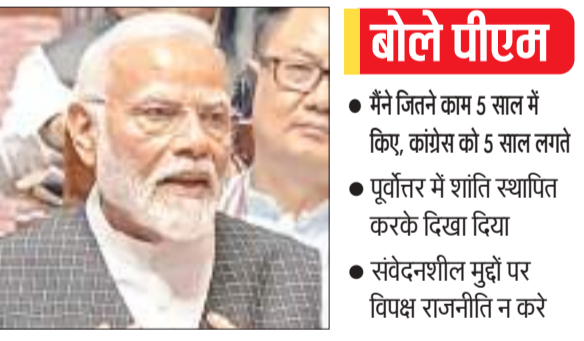 बोले पीएम
● मैंने जितने काम 5 साल में
किए, कांग्रेस को 5 साल लगते
● पूर्वोत्तर में शांति स्थापित
करके दिखा दिया
● संवेदनशील मुद्दों पर
विपक्ष राजनीति न करे